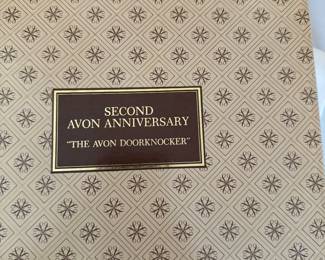 SECOND
AVON ANNIVERSARY
"THE AVON DOORKNOCKER"